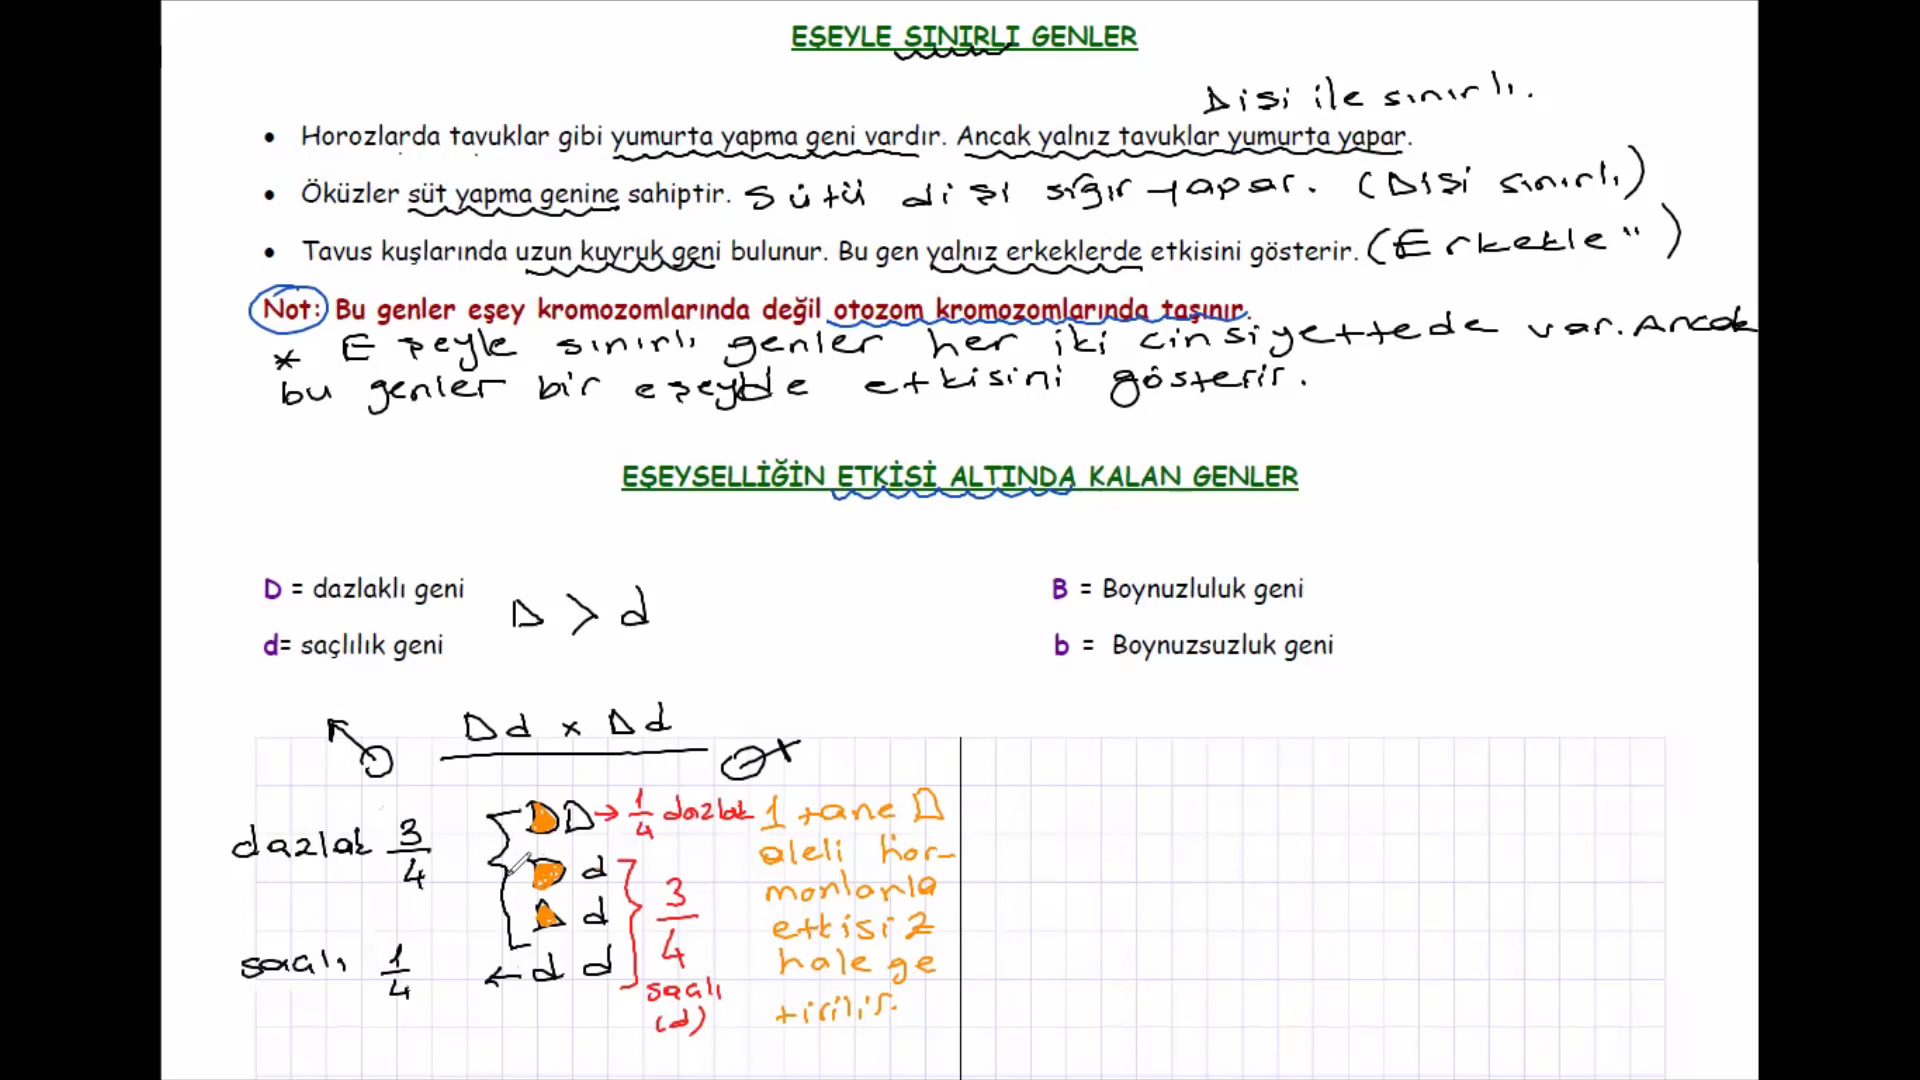 EŞEYLE SINIRLI GENLER
Dişi ile sınırlı.
• Horozlarda tavuklar gibi yumurta yapma geni vardır. Ancak yalnız tavuklar yumurta yapar.
• Öküzler süt yapma genine sahiptir. Sütü dişi sığır yapar. (Dişi sınırlı)
• Tavus kuşlarında uzun kuyruk geni bulunur. Bu gen yalnız erkeklerde etkisini gösterir. (Erkekle " )
Not: Bu genler eşey kromozomlarında değil otozom kromozomlarında taşınır.
* Eşeyle sınırlı genler her iki cinsiyettede var. Ancak
bu genler bir eşeyde etkisini gösterir.
EŞEYSELLİĞİN ETKİSİ ALTINDA KALAN GENLER
D = dazlaklı geni
d= saçlılık geni
D > d
B = Boynuzluluk geni
b = Boynuzsuzluk geni
Dd x Dd
dazlak 3/4
saçlı 1/4
DD → 1/4 dazlak
D d
D d
← d d
3/4
saçlı
(d)
1 tane D
aleli hor-
monlarla
etkisi 2
hale ge
tirilir.